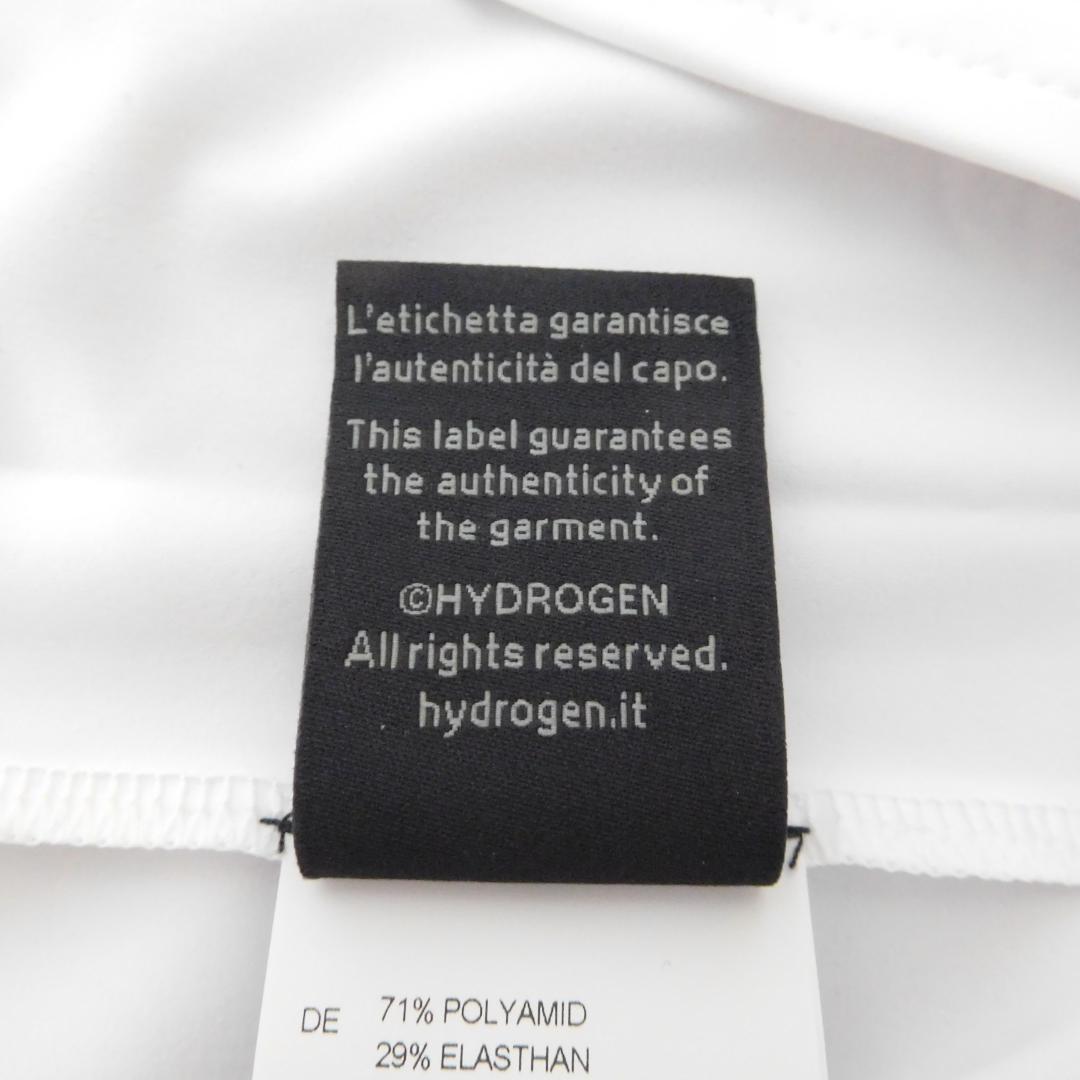 L'etichetta garantisce
l'autenticità del capo.
This label guarantees
the authenticity of
the garment.
©HYDROGEN
All rights reserved.
hydrogen.it
DE 71% POLYAMID
29% ELASTHAN